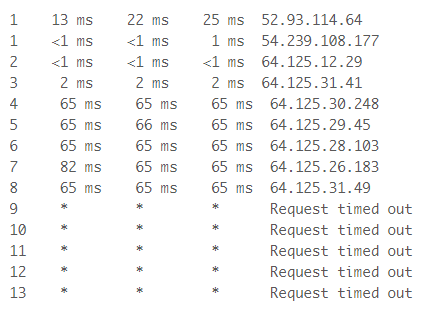 1    13 ms    22 ms    25 ms  52.93.114.64
1    <1 ms    <1 ms     1 ms  54.239.108.177
2    <1 ms    <1 ms    <1 ms  64.125.12.29
3     2 ms     2 ms     2 ms  64.125.31.41
4     65 ms    65 ms    65 ms  64.125.30.248
5     65 ms    66 ms    65 ms  64.125.29.45
6     65 ms    65 ms    65 ms  64.125.28.103
7     82 ms    65 ms    65 ms  64.125.26.183
8     65 ms    65 ms    65 ms  64.125.31.49
9     *        *        *      Request timed out
10    *        *        *      Request timed out
11    *        *        *      Request timed out
12    *        *        *      Request timed out
13    *        *        *      Request timed out